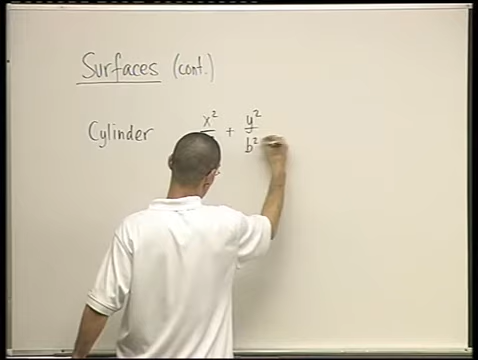 Surfaces (cont.)
Cylinder x² + y²/b²